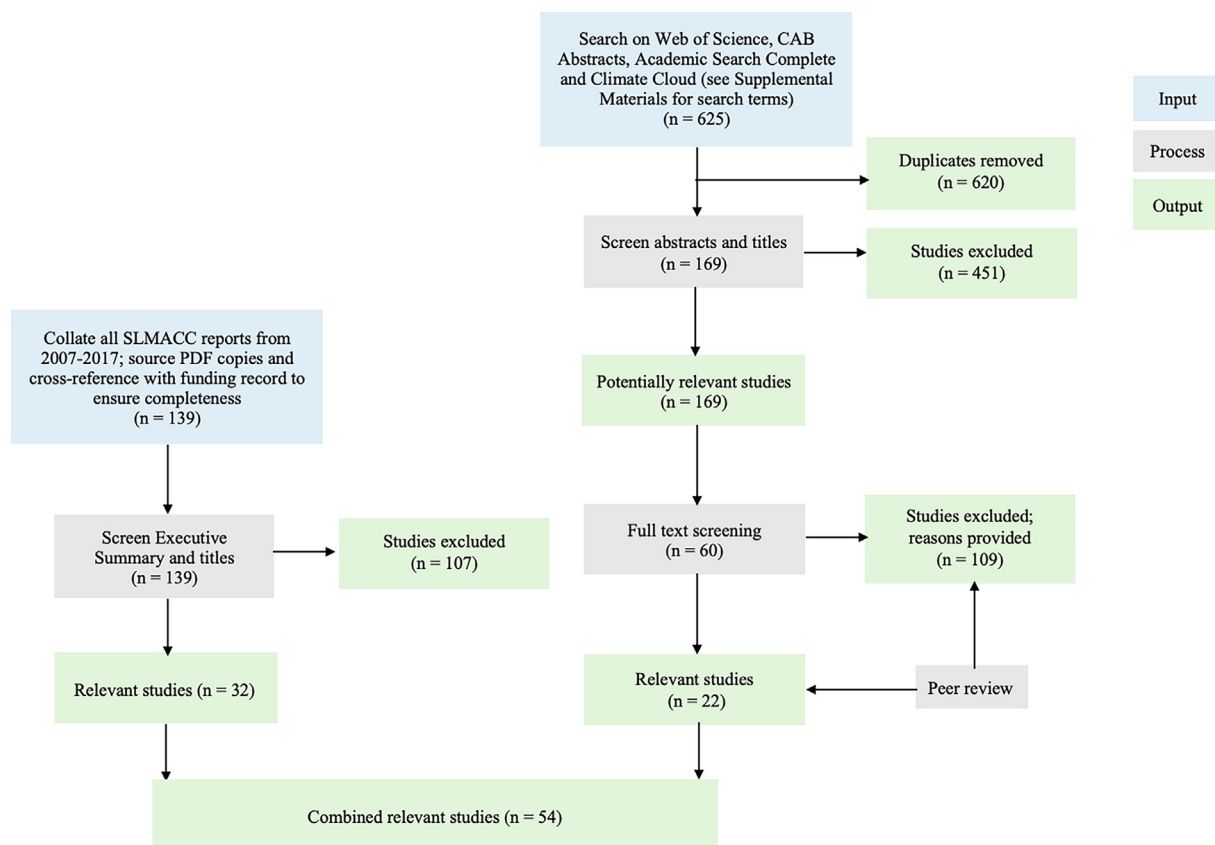 Search on Web of Science, CAB
Abstracts, Academic Search Complete
and Climate Cloud (see Supplemental
Materials for search terms)
(n = 625)
Input
Process
Output
Duplicates removed
(n = 620)
Screen abstracts and titles
(n = 169)
Studies excluded
(n = 451)
Collate all SLMACC reports from
2007-2017; source PDF copies and
cross-reference with funding record to
ensure completeness
(n = 139)
Potentially relevant studies
(n = 169)
Screen Executive
Summary and titles
(n = 139)
Studies excluded
(n = 107)
Full text screening
(n = 60)
Studies excluded;
reasons provided
(n = 109)
Relevant studies (n = 32)
Relevant studies
(n = 22)
Peer review
Combined relevant studies (n = 54)